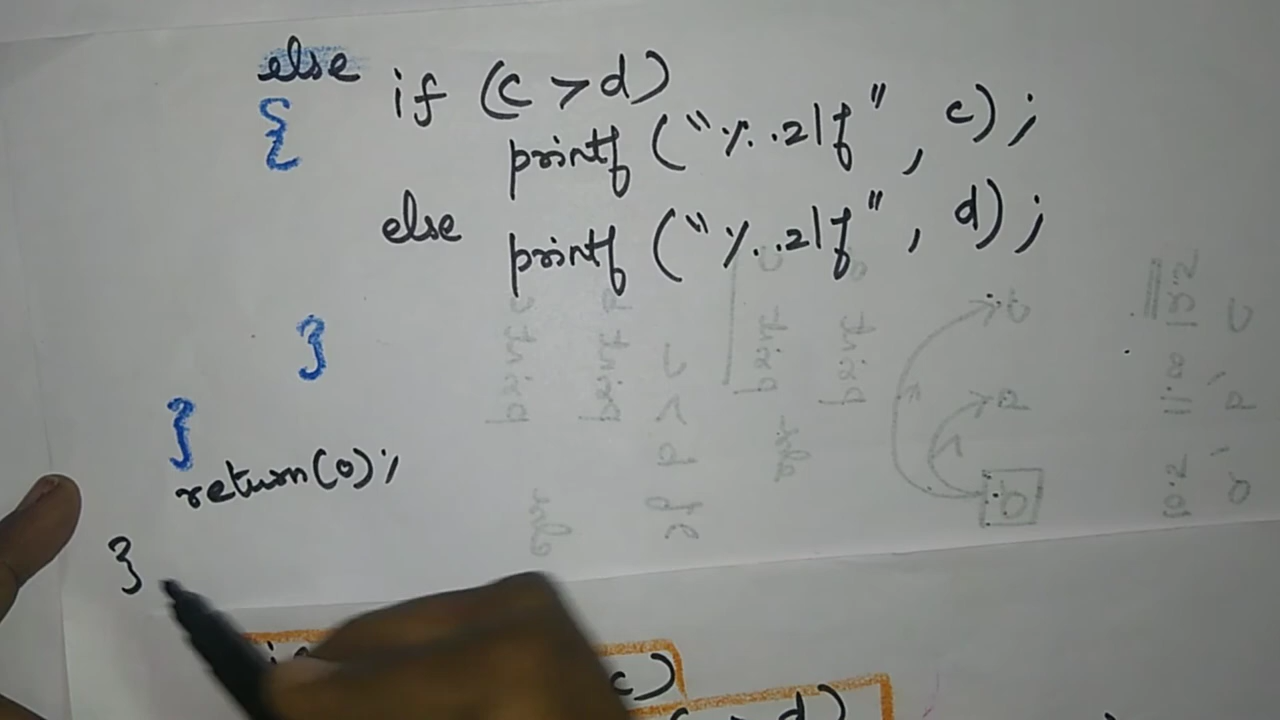 else if (c > d)
{ printf ("%.2lf", c);
else printf ("%.2lf", d);
}
}
return(0);
}
c)
d)